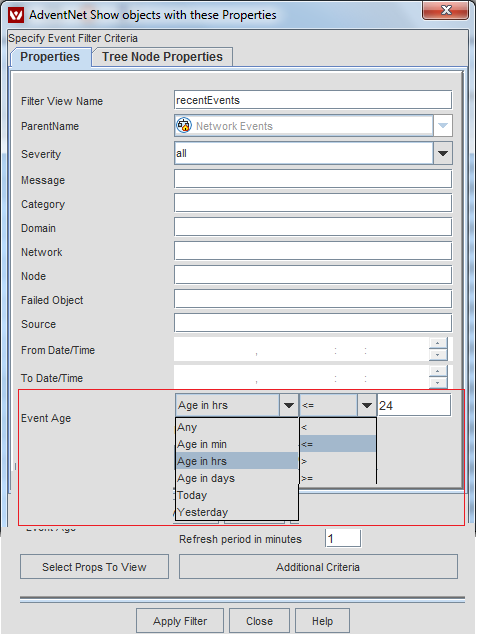 AdventNet Show objects with these Properties
Specify Event Filter Criteria
Properties
Tree Node Properties
Filter View Name
recentEvents
ParentName
Network Events
Severity
all
Message
Category
Domain
Network
Node
Failed Object
Source
From Date/Time
, : :
To Date/Time
, : :
Event Age
Age in hrs
<=
24
Any
Age in min
Age in hrs
Age in days
Today
Yesterday
<
<=
>
>=
Event Age
Refresh period in minutes
1
Select Props To View
Additional Criteria
Apply Filter
Close
Help